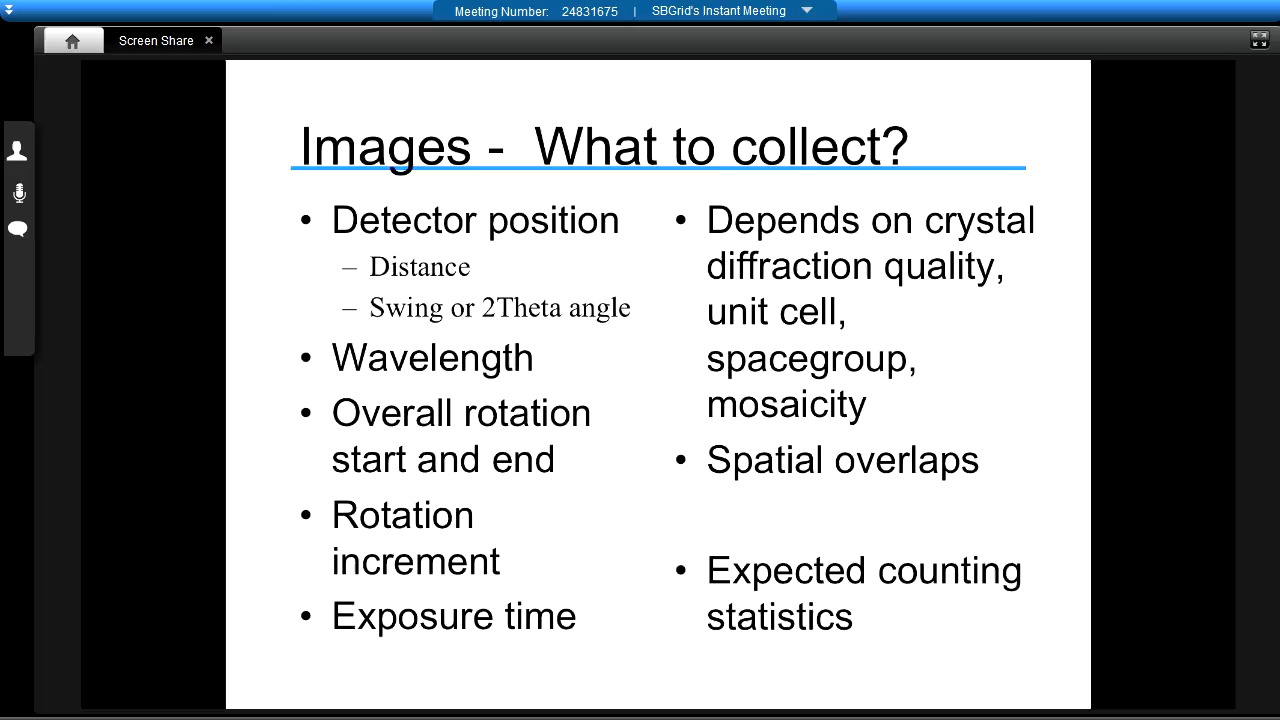 Meeting Number: 24831675 | SBGrid's Instant Meeting
Screen Share
Images - What to collect?
• Detector position
– Distance
– Swing or 2Theta angle
• Wavelength
• Overall rotation
start and end
• Rotation
increment
• Exposure time
• Depends on crystal
diffraction quality,
unit cell,
spacegroup,
mosaicity
• Spatial overlaps
• Expected counting
statistics